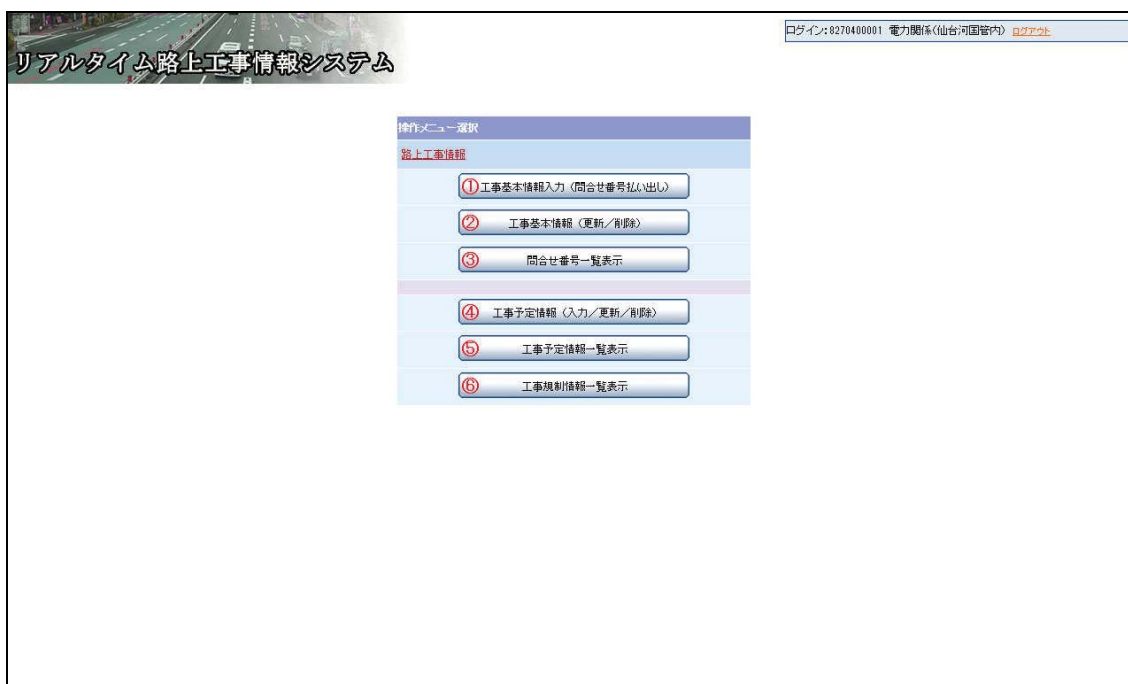 リアルタイム路上工事情報システム
ログイン:8270400001 電力関係(仙台河国管内) ログアウト
操作メニュー選択
路上工事情報
①工事基本情報入力（問合せ番号払い出し）
② 工事基本情報（更新／削除）
③ 問合せ番号一覧表示
④ 工事予定情報（入力／更新／削除）
⑤ 工事予定情報一覧表示
⑥ 工事規制情報一覧表示